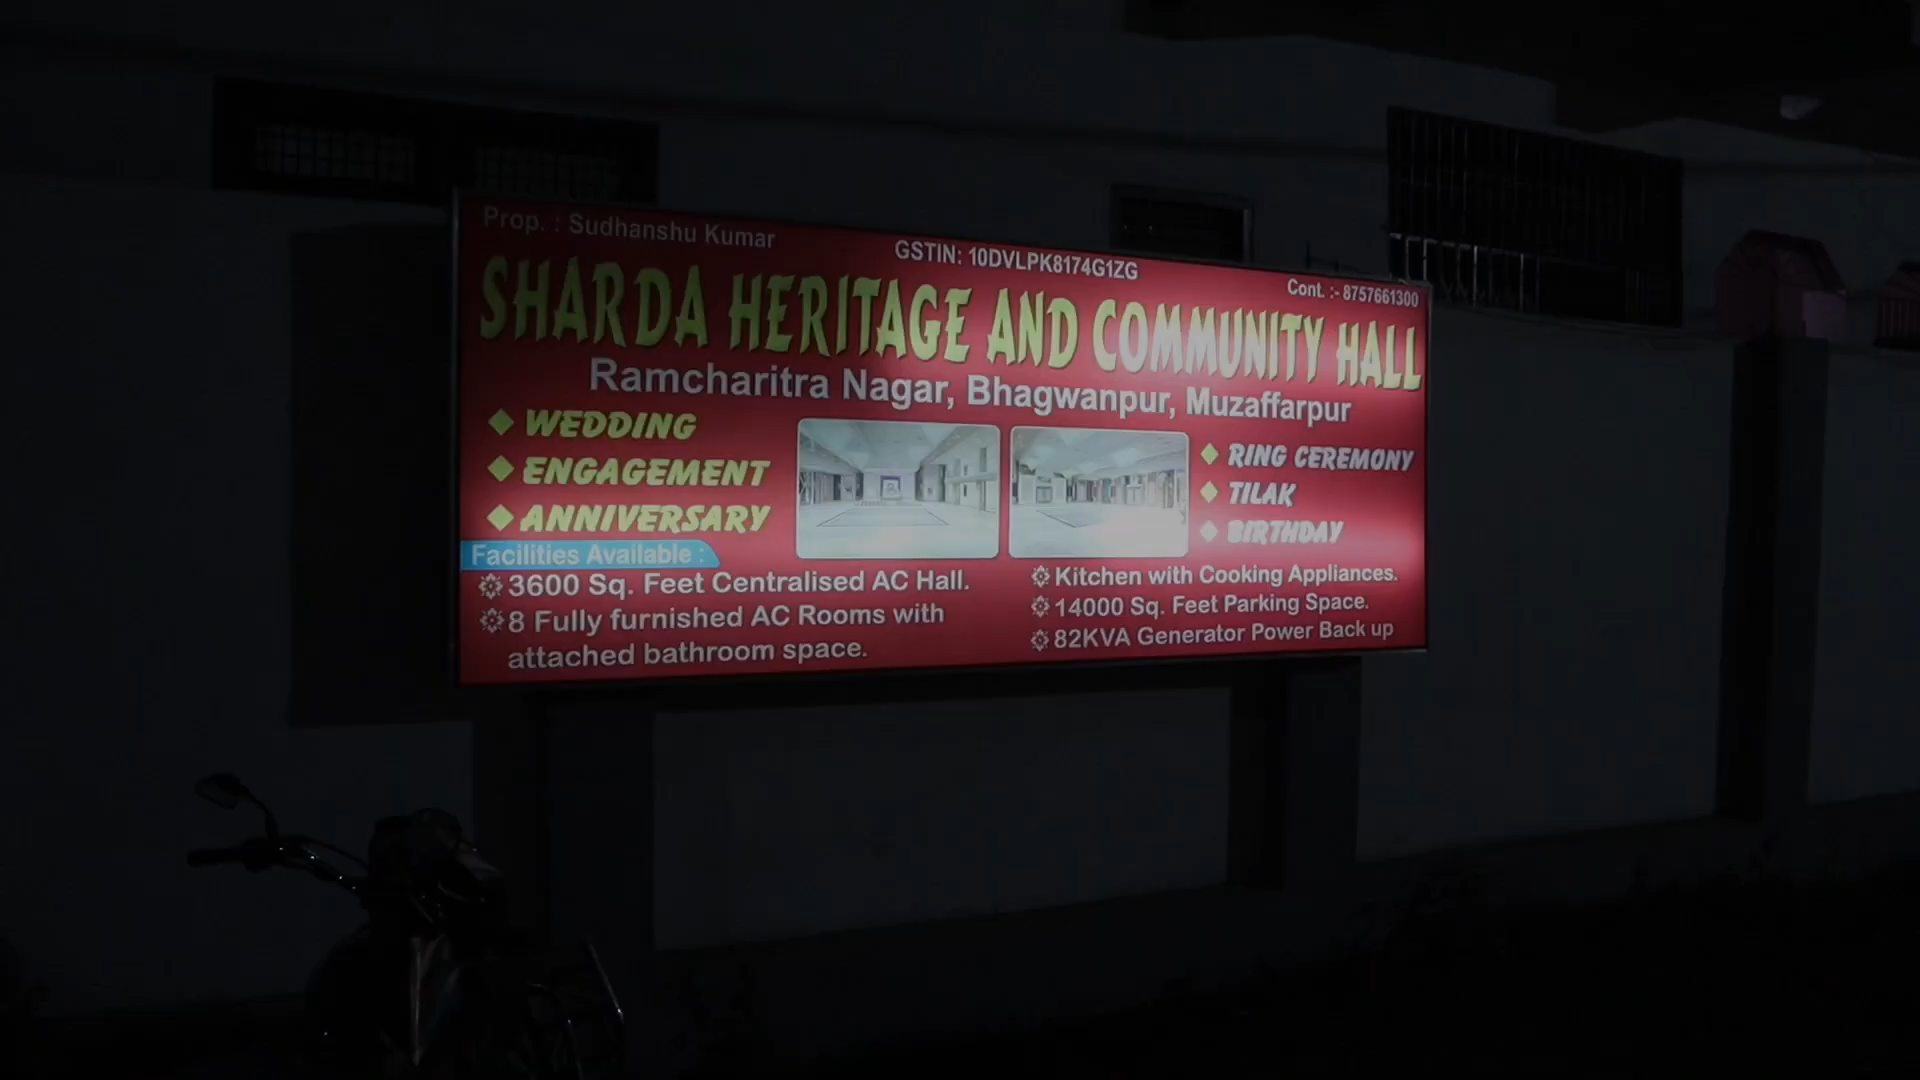 Prop. : Sudhanshu Kumar
GSTIN: 10DVLPK8174G1ZG
Cont. :- 8757661300
SHARDA HERITAGE AND COMMUNITY HALL
Ramcharitra Nagar, Bhagwanpur, Muzaffarpur
WEDDING
ENGAGEMENT
ANNIVERSARY
RING CEREMONY
TILAK
BIRTHDAY
Facilities Available :
3600 Sq. Feet Centralised AC Hall.
8 Fully furnished AC Rooms with
attached bathroom space.
Kitchen with Cooking Appliances.
14000 Sq. Feet Parking Space.
82KVA Generator Power Back up